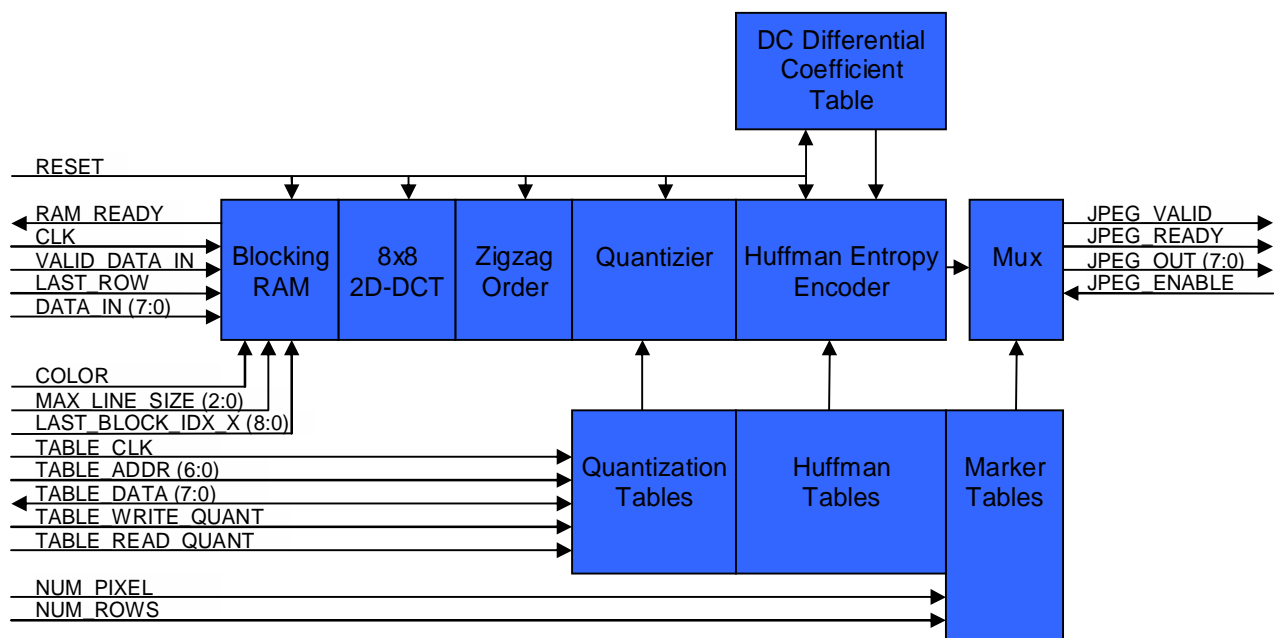 DC Differential
Coefficient
Table
RESET
RAM_READY
CLK
VALID_DATA_IN
LAST_ROW
DATA_IN (7:0)
Blocking
RAM
8x8
2D-DCT
Zigzag
Order
Quantizier
Huffman Entropy
Encoder
Mux
JPEG_VALID
JPEG_READY
JPEG_OUT (7:0)
JPEG_ENABLE
COLOR
MAX_LINE_SIZE (2:0)
LAST_BLOCK_IDX_X (8:0)
TABLE_CLK
TABLE_ADDR (6:0)
TABLE_DATA (7:0)
TABLE_WRITE_QUANT
TABLE_READ_QUANT
Quantization
Tables
Huffman
Tables
Marker
Tables
NUM_PIXEL
NUM_ROWS